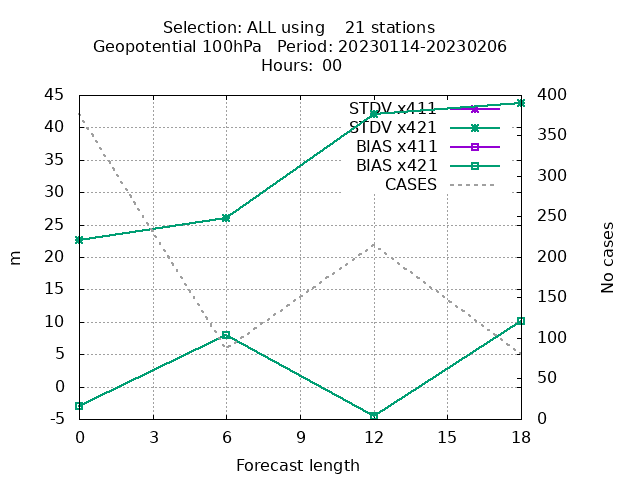 Selection: ALL using    21 stations
Geopotential 100hPa   Period: 20230114-20230206
Hours: 00
45
40
35
30
25
20
15
10
5
0
-5
m
400
350
300
250
200
150
100
50
0
No cases
STDV x411
STDV x421
BIAS x411
BIAS x421
CASES
0 3 6 9 12 15 18
Forecast length